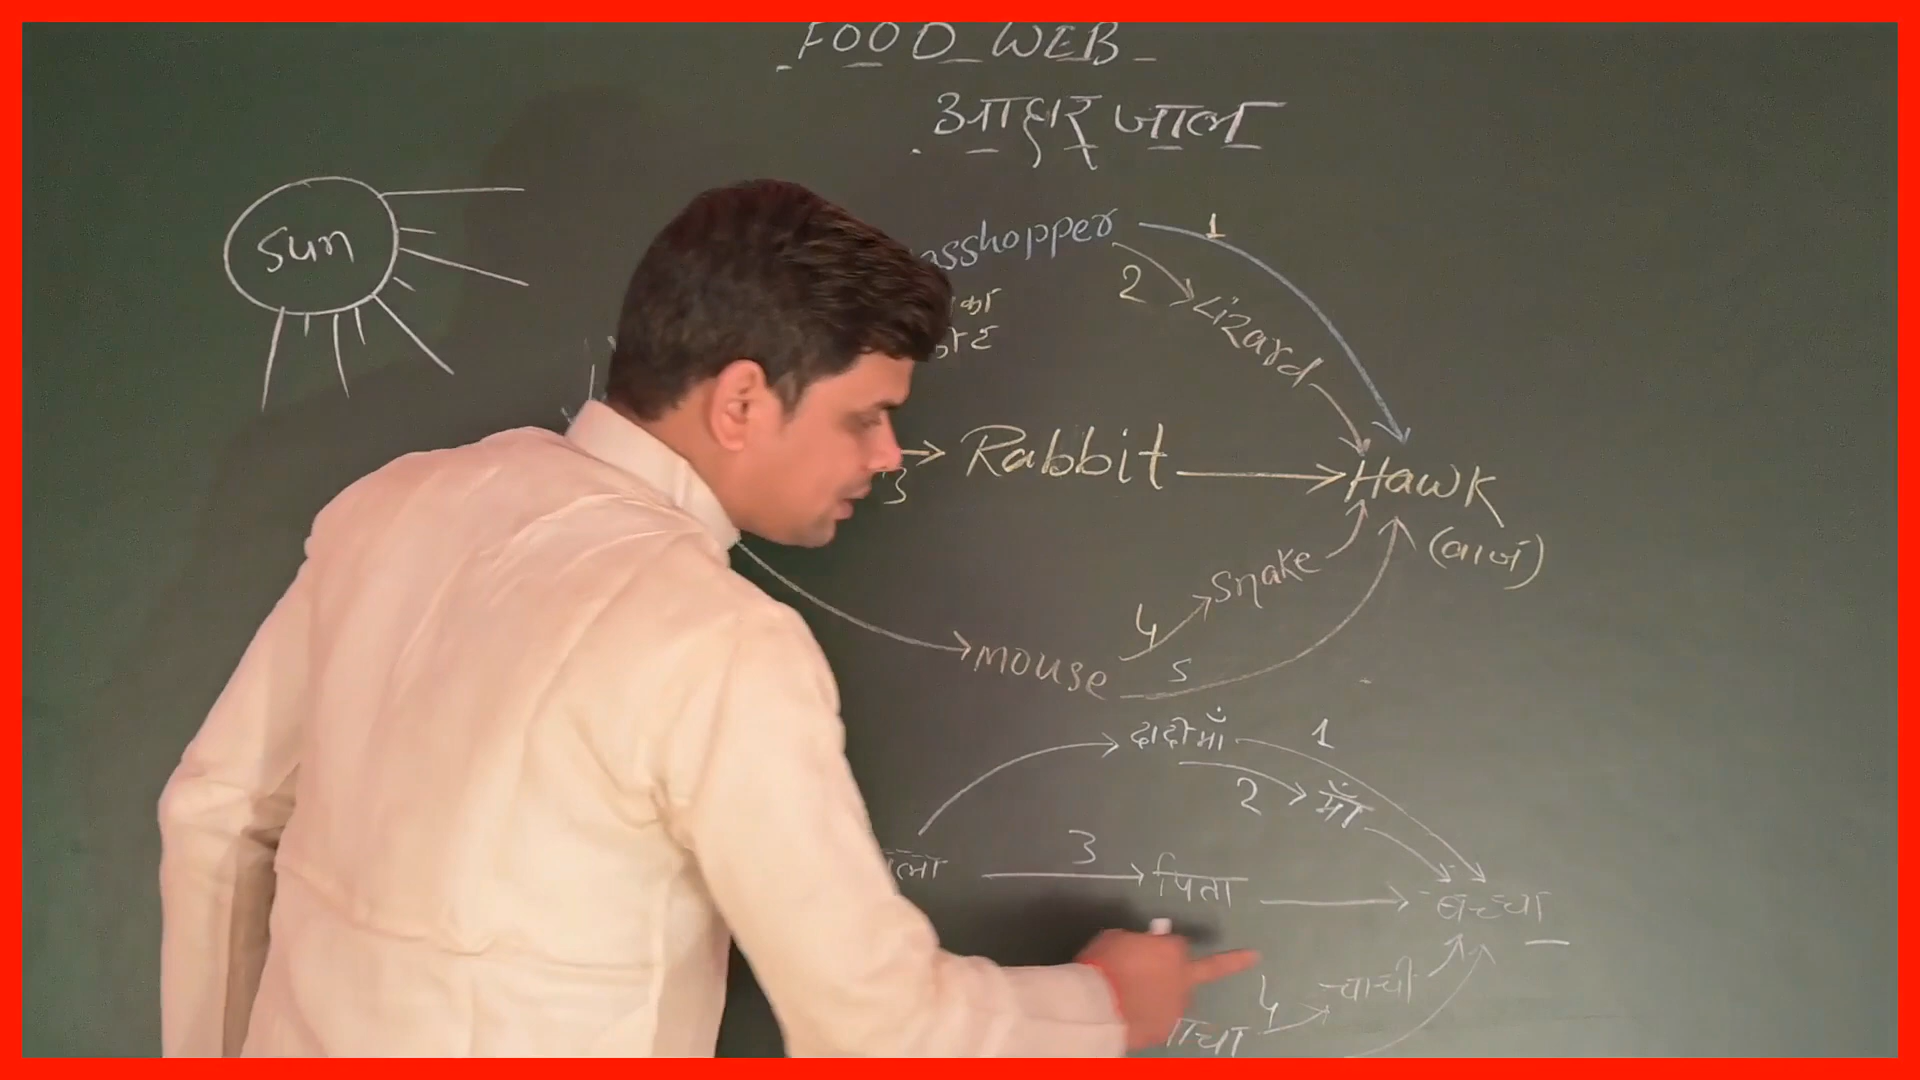 FOOD WEB
आहार जाल
Sun
asshopper
1
2
Lizard
3
Rabbit
Hawk
(बाज)
Snake
4
mouse
5
दादी माँ
1
2
माँ
3
पिता
बच्चा
4
चाची